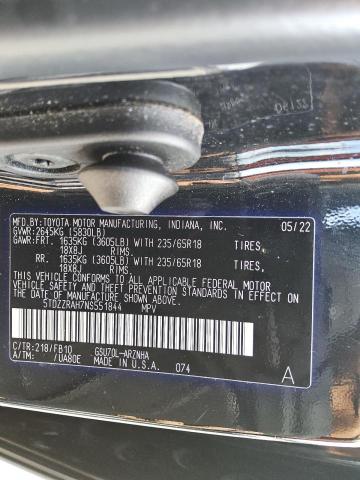 MFD.BY:TOYOTA MOTOR MANUFACTURING, INDIANA, INC. 05/22
GVWR:2645KG (5830LB)
GAWR:FRT. 1635KG (3605LB) WITH 235/65R18 TIRES,
18X8J RIMS
RR. 1635KG (3605LB) WITH 235/65R18 TIRES,
18X8J RIMS
THIS VEHICLE CONFORMS TO ALL APPLICABLE FEDERAL MOTOR
VEHICLE SAFETY STANDARDS IN EFFECT ON THE DATE OF
MANUFACTURE SHOWN ABOVE.
5TDZZRAH7NS551844 MPV
C/TR:218/FB10 GSU70L-ARZNHA
A/TM: /UA80E MADE IN U.S.A. 074 A